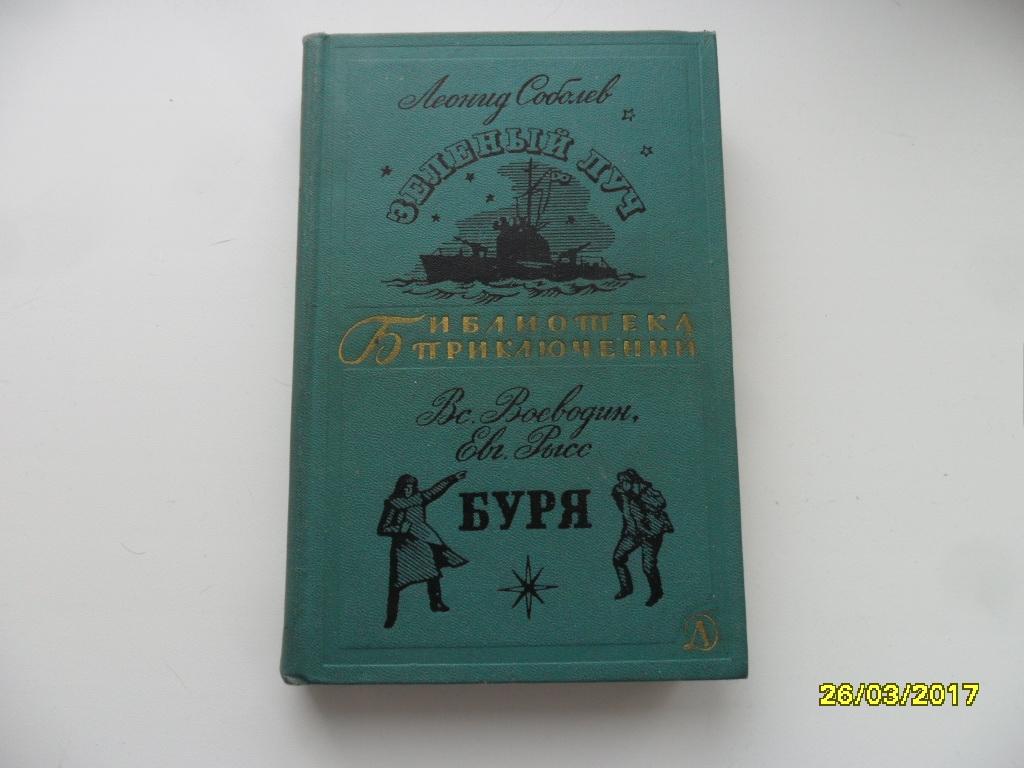 Леонид Соболев
ЗЕЛЕНЫЙ ЛУЧ
БИБЛИОТЕКА
ПРИКЛЮЧЕНИЙ
Вс. Воеводин,
Евг. Рысс
БУРЯ
Д
26/03/2017